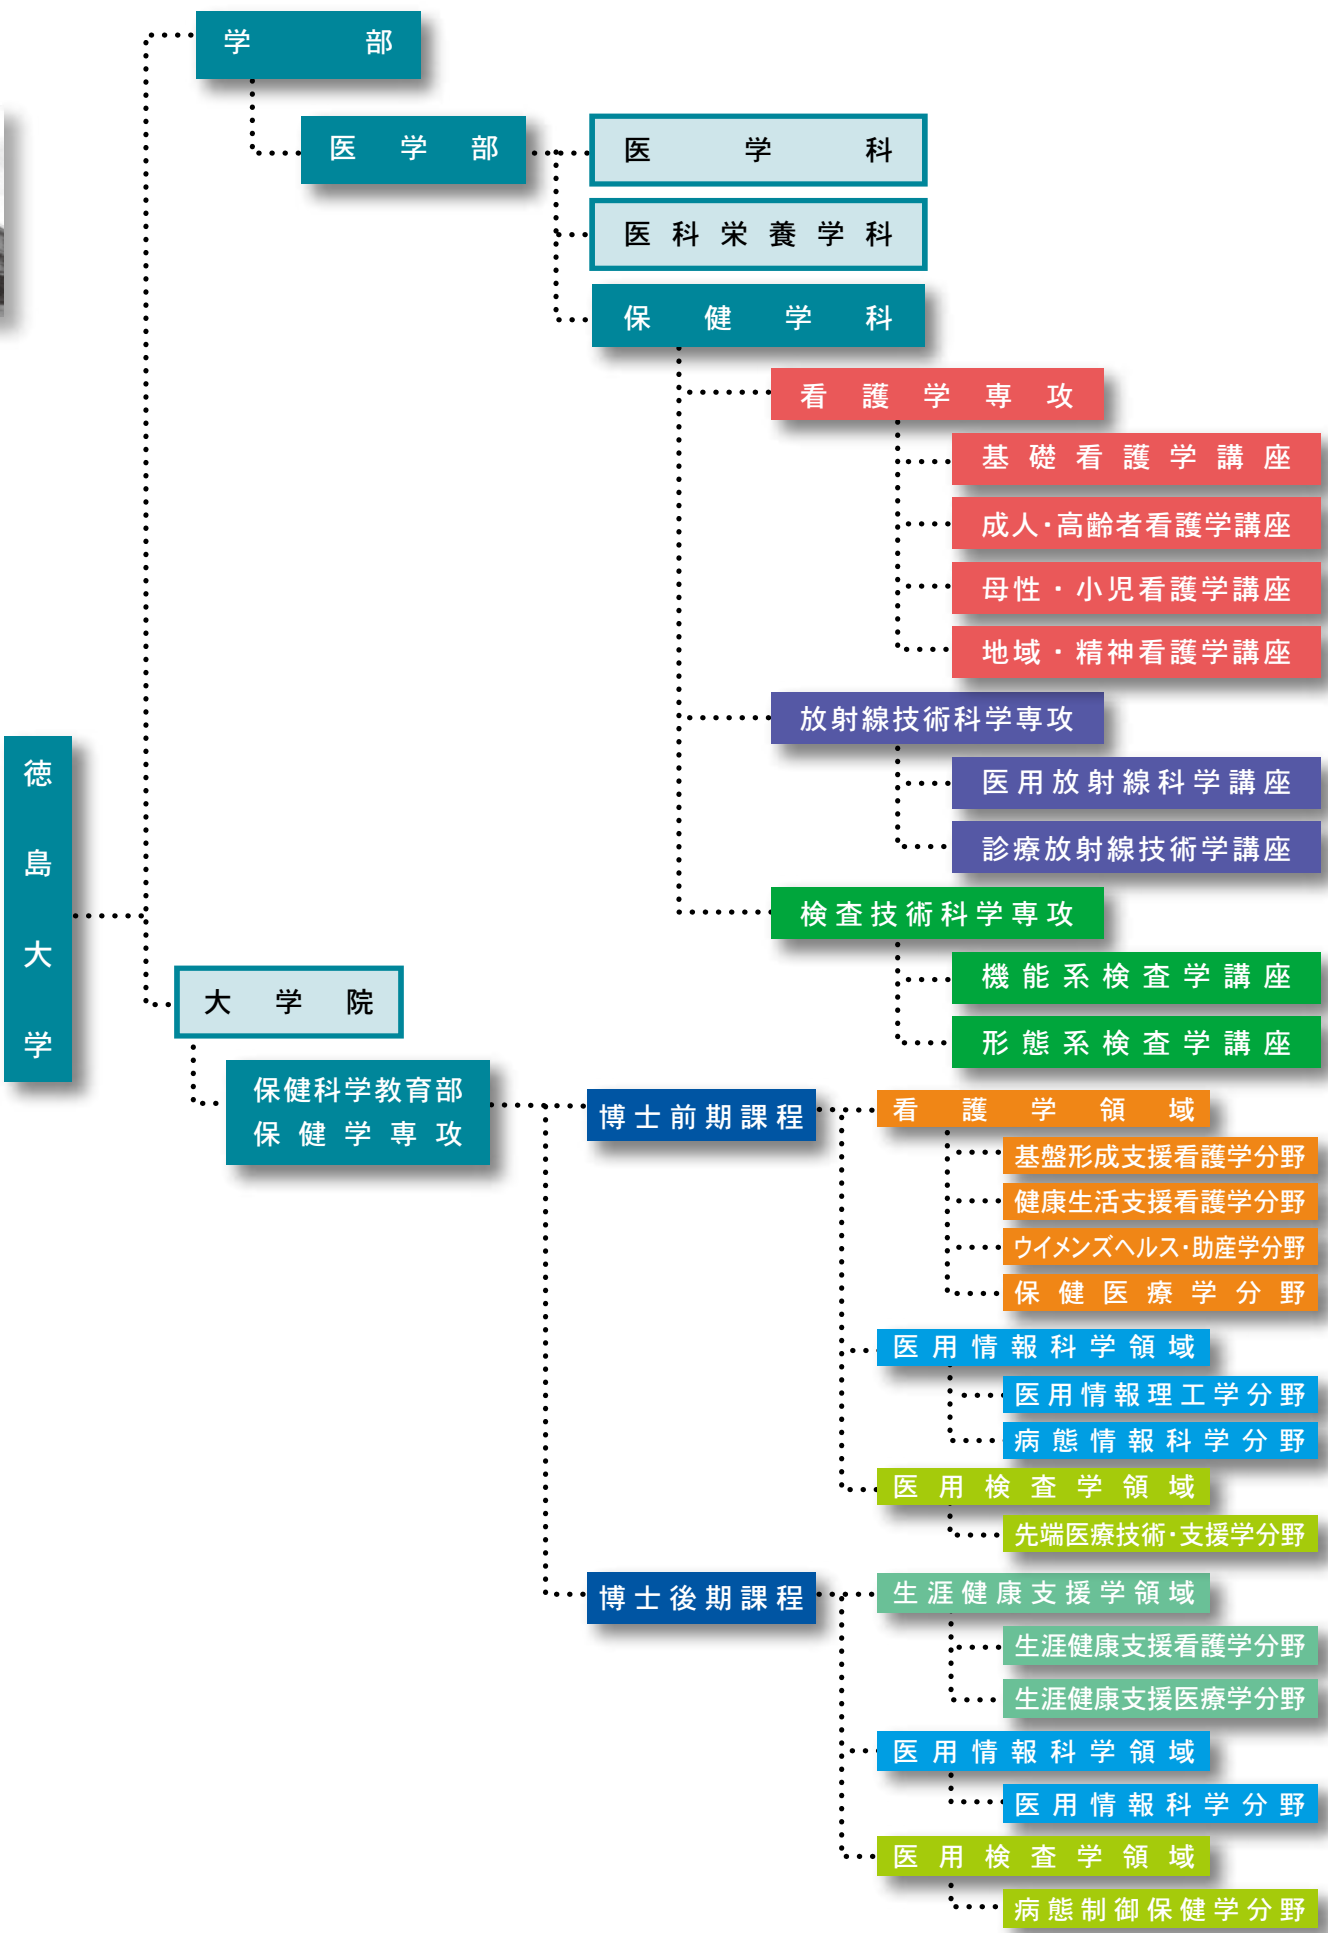 徳島大学
学部
医学部
医学科
医科栄養学科
保健学科
看護学専攻
基礎看護学講座
成人・高齢者看護学講座
母性・小児看護学講座
地域・精神看護学講座
放射線技術科学専攻
医用放射線科学講座
診療放射線技術学講座
検査技術科学専攻
機能系検査学講座
形態系検査学講座
大学院
保健科学教育部
保健学専攻
博士前期課程
看護学領域
基盤形成支援看護学分野
健康生活支援看護学分野
ウイメンズヘルス・助産学分野
保健医療学分野
医用情報科学領域
医用情報理工学分野
病態情報科学分野
医用検査学領域
先端医療技術・支援学分野
博士後期課程
生涯健康支援学領域
生涯健康支援看護学分野
生涯健康支援医療学分野
医用情報科学領域
医用情報科学分野
医用検査学領域
病態制御保健学分野